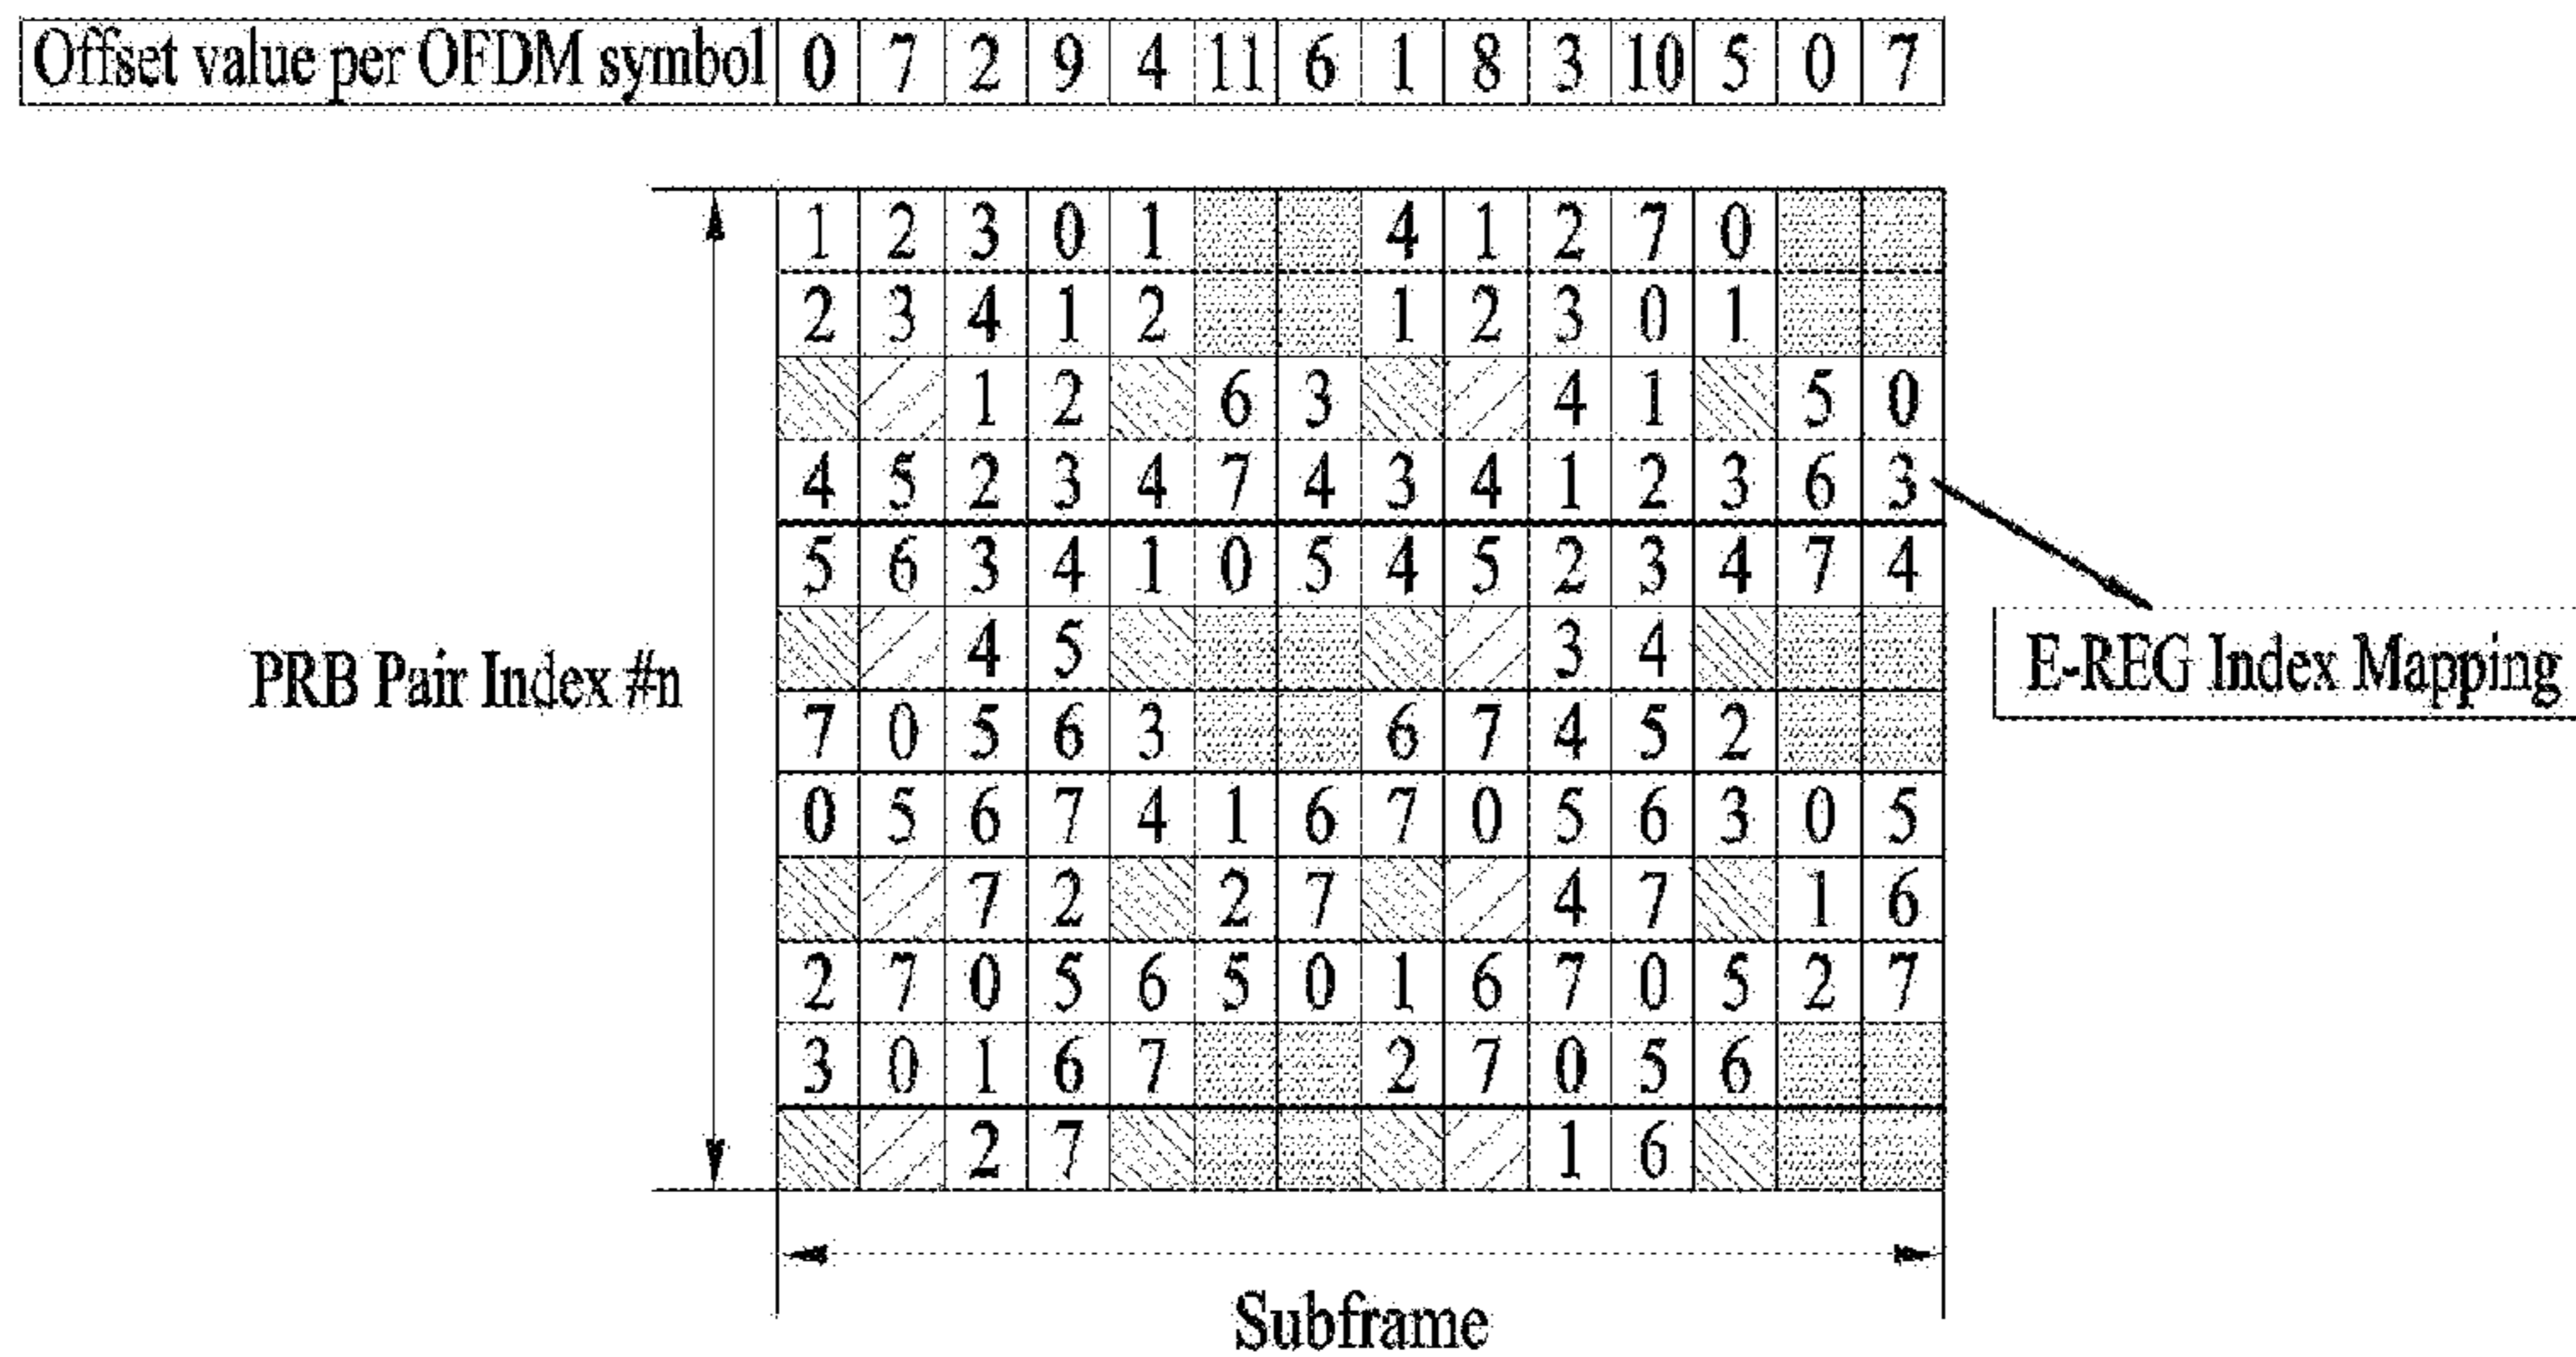 Offset value per OFDM symbol 0 7 2 9 4 11 6 1 8 3 10 5 0 7
1 2 3 0 1 4 1 2 7 0
2 3 4 1 2 1 2 3 0 1
1 2 6 3 4 1 5 0
4 5 2 3 4 7 4 3 4 1 2 3 6 3
5 6 3 4 1 0 5 4 5 2 3 4 7 4
4 5 3 4
PRB Pair Index #n
E-REG Index Mapping
7 0 5 6 3 6 7 4 5 2
0 5 6 7 4 1 6 7 0 5 6 3 0 5
7 2 2 7 4 7 1 6
2 7 0 5 6 5 0 1 6 7 0 5 2 7
3 0 1 6 7 2 7 0 5 6
2 7 1 6
Subframe